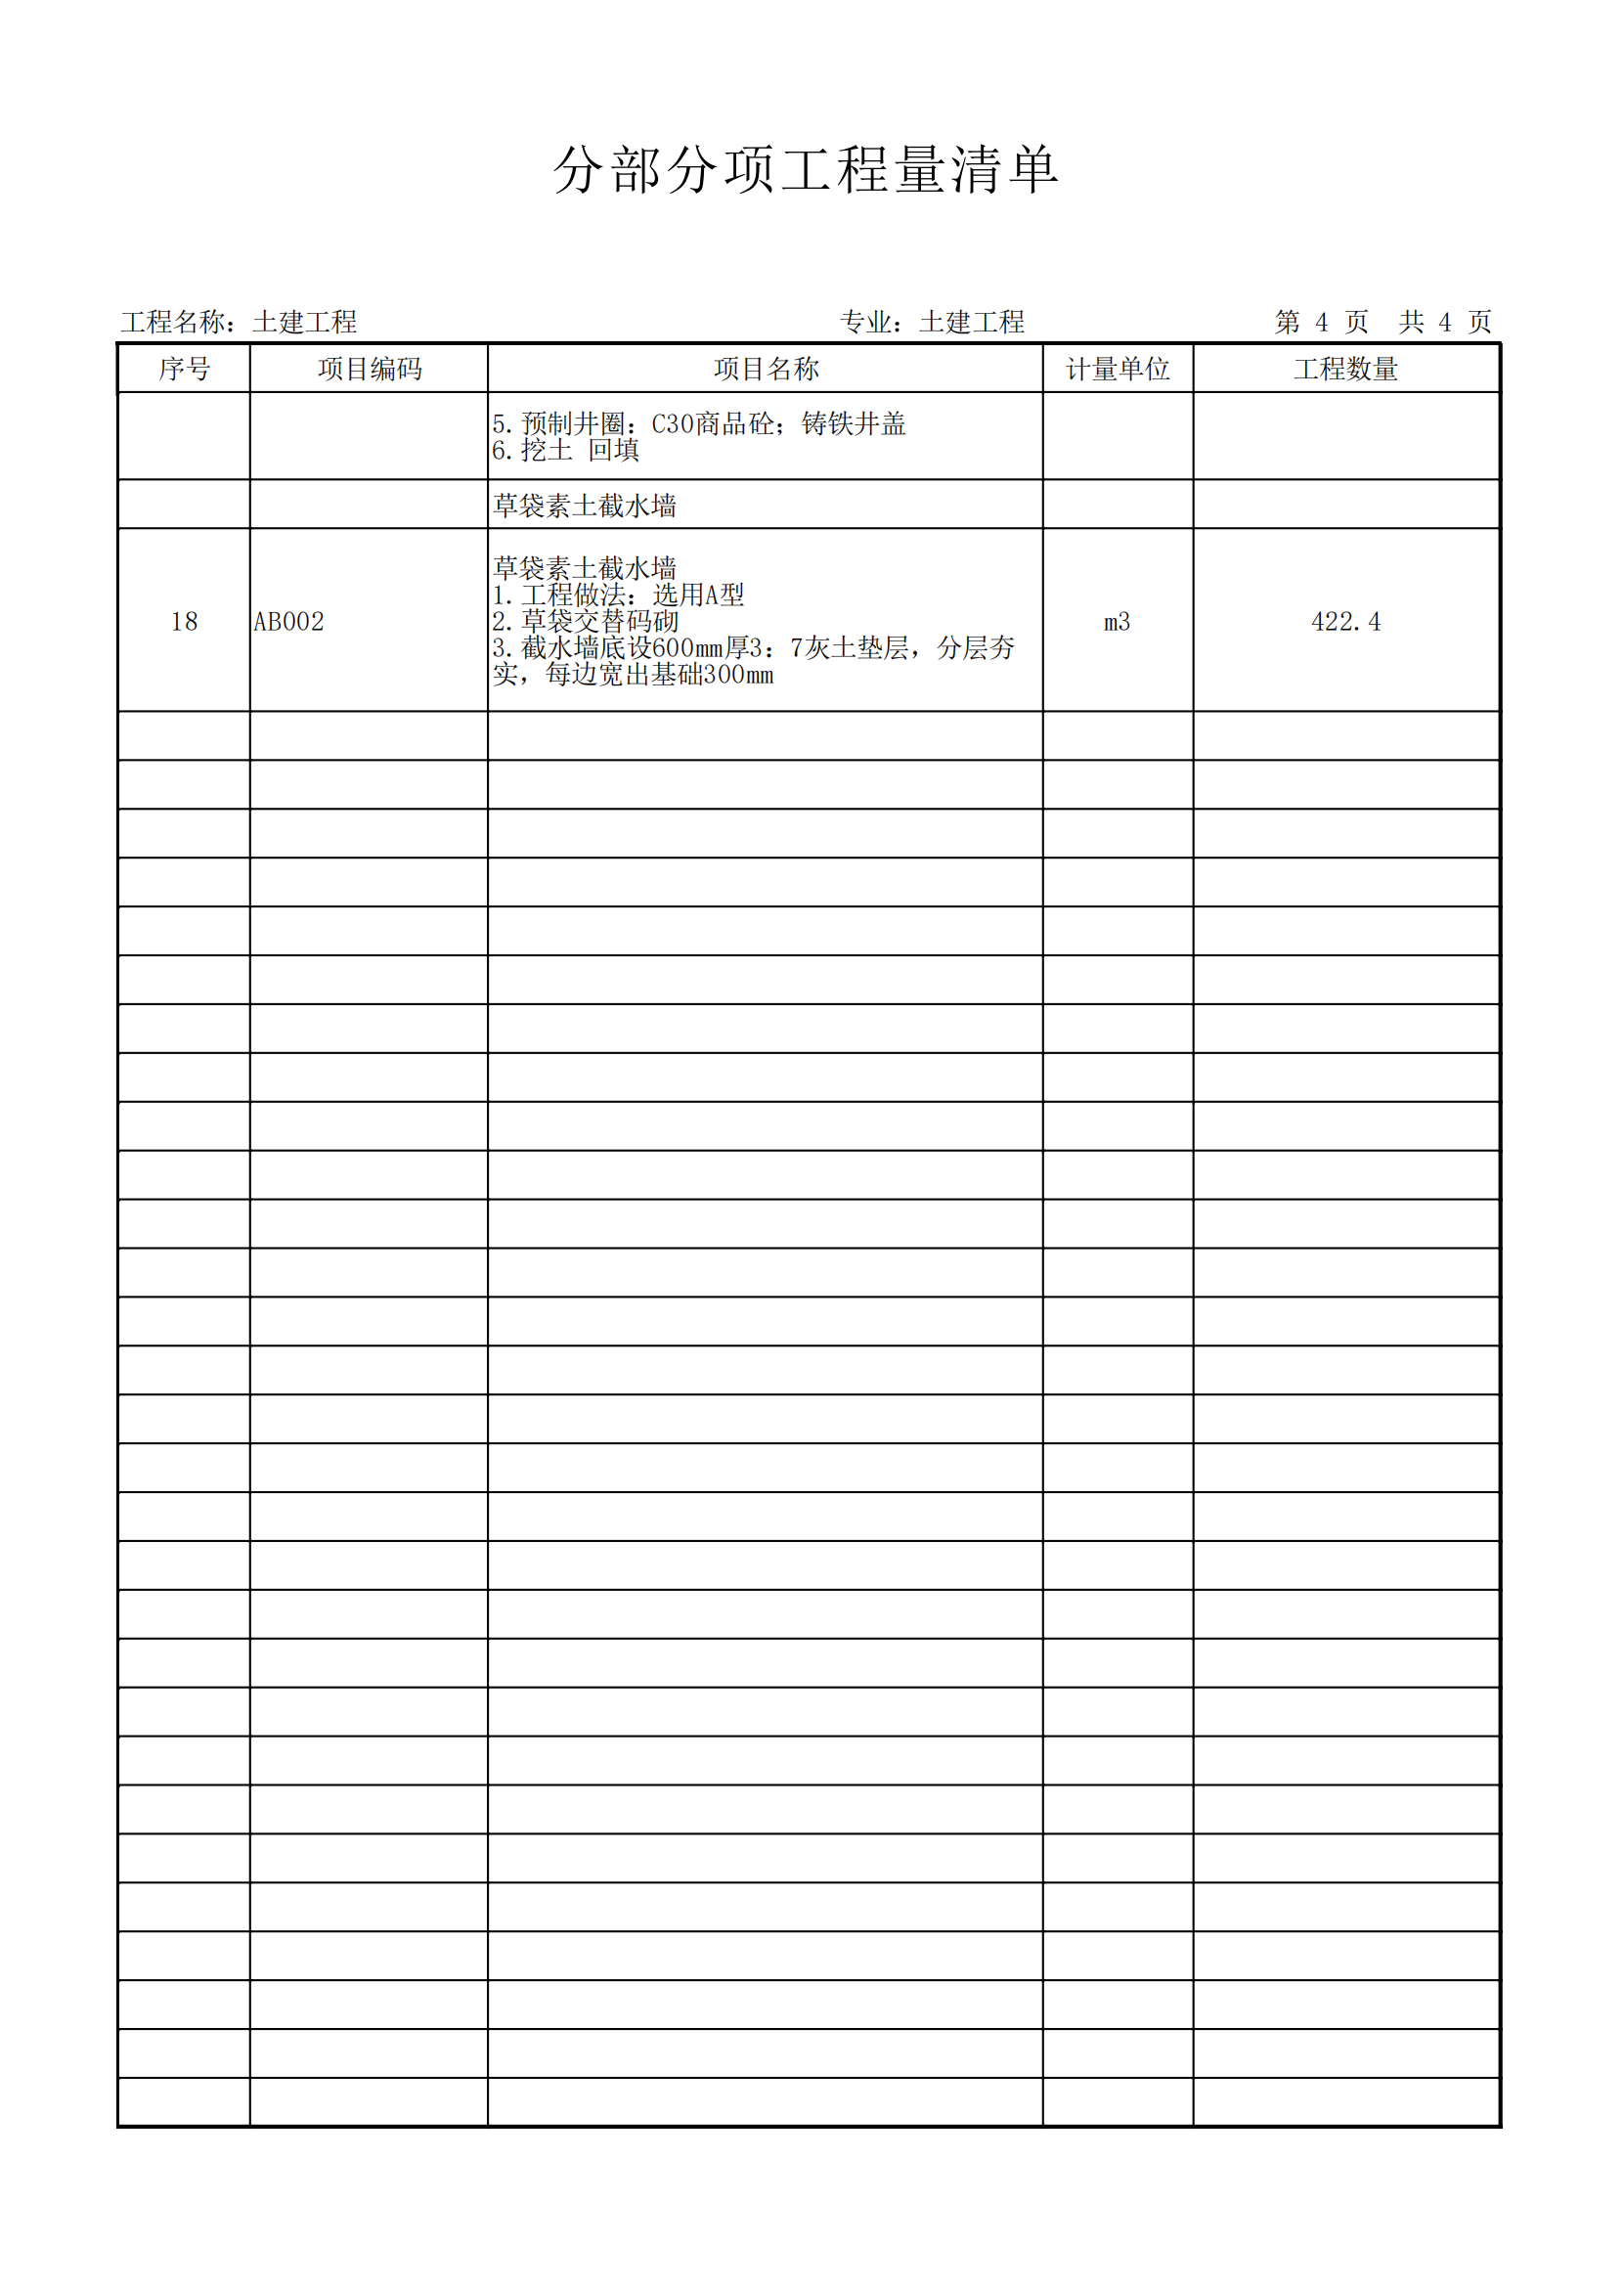 分部分项工程量清单
工程名称：土建工程 专业：土建工程 第 4 页 共 4 页
序号 项目编码 项目名称 计量单位 工程数量
5.预制井圈：C30商品砼；铸铁井盖
6.挖土 回填
草袋素土截水墙
草袋素土截水墙
1.工程做法：选用A型
18 AB002 2.草袋交替码砌 m3 422.4
3.截水墙底设600mm厚3：7灰土垫层，分层夯
实，每边宽出基础300mm